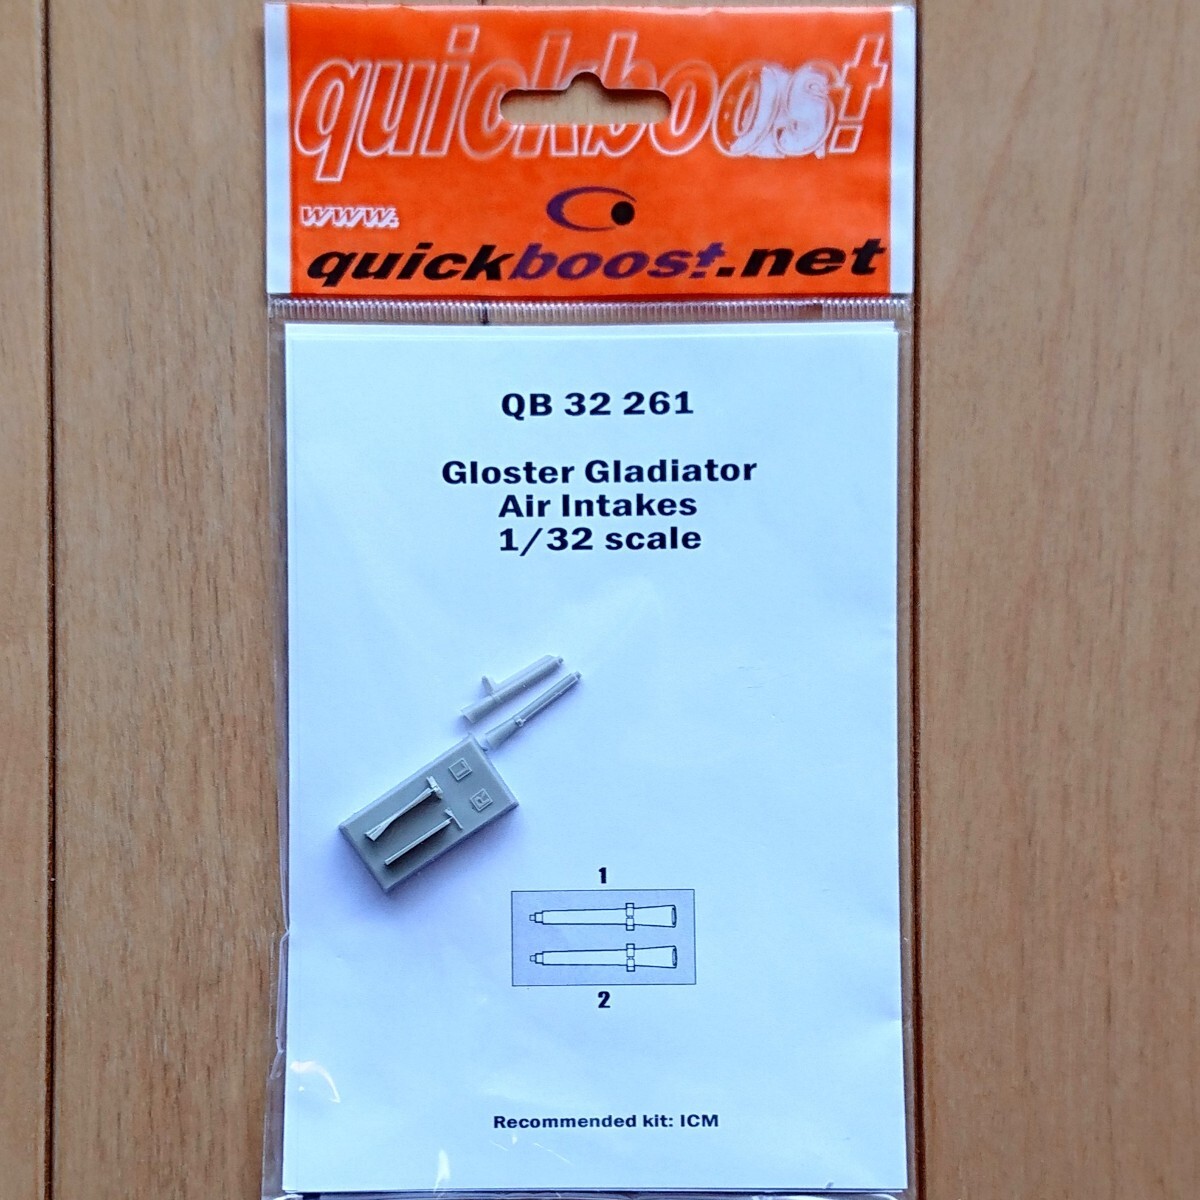 quickboost
www.
quickboost.net
QB 32 261
Gloster Gladiator
Air Intakes
1/32 scale
L
R
1
2
Recommended kit: ICM